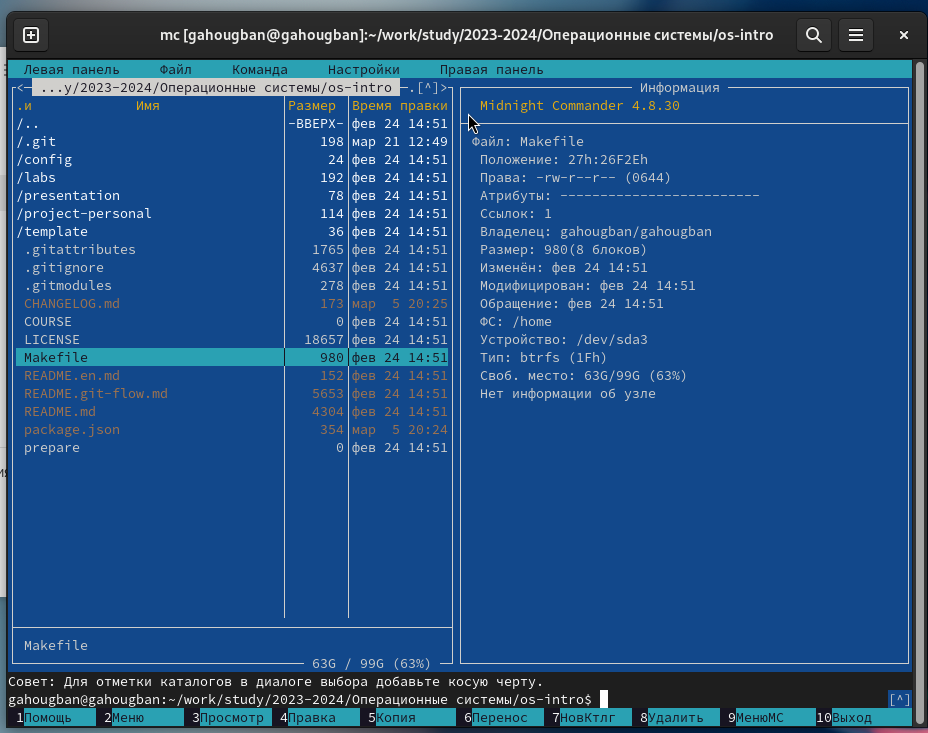 mc [gahougban@gahougban]:~/work/study/2023-2024/Операционные системы/os-intro
Левая панель Файл Команда Настройки Правая панель
<─ ...y/2023-2024/Операционные системы/os-intro ─.[^]>
.и Имя Размер Время правки
/.. -ВВЕРХ- фев 24 14:51
/.git 198 мар 21 12:49
/config 24 фев 24 14:51
/labs 192 фев 24 14:51
/presentation 78 фев 24 14:51
/project-personal 114 фев 24 14:51
/template 36 фев 24 14:51
.gitattributes 1765 фев 24 14:51
.gitignore 4637 фев 24 14:51
.gitmodules 278 фев 24 14:51
CHANGELOG.md 173 мар 5 20:25
COURSE 0 фев 24 14:51
LICENSE 18657 фев 24 14:51
Makefile 980 фев 24 14:51
README.en.md 152 фев 24 14:51
README.git-flow.md 5653 фев 24 14:51
README.md 4304 фев 24 14:51
package.json 354 мар 5 20:24
prepare 0 фев 24 14:51
Makefile
63G / 99G (63%)
Информация
Midnight Commander 4.8.30
Файл: Makefile
Положение: 27h:26F2Eh
Права: -rw-r--r-- (0644)
Атрибуты: -------------------------
Ссылок: 1
Владелец: gahougban/gahougban
Размер: 980(8 блоков)
Изменён: фев 24 14:51
Модифицирован: фев 24 14:51
Обращение: фев 24 14:51
ФС: /home
Устройство: /dev/sda3
Тип: btrfs (1Fh)
Своб. место: 63G/99G (63%)
Нет информации об узле
Совет: Для отметки каталогов в диалоге выбора добавьте косую черту.
gahougban@gahougban:~/work/study/2023-2024/Операционные системы/os-intro$ [^]
1Помощь 2Меню 3Просмотр 4Правка 5Копия 6Перенос 7НовКтлг 8Удалить 9МенюМС 10Выход